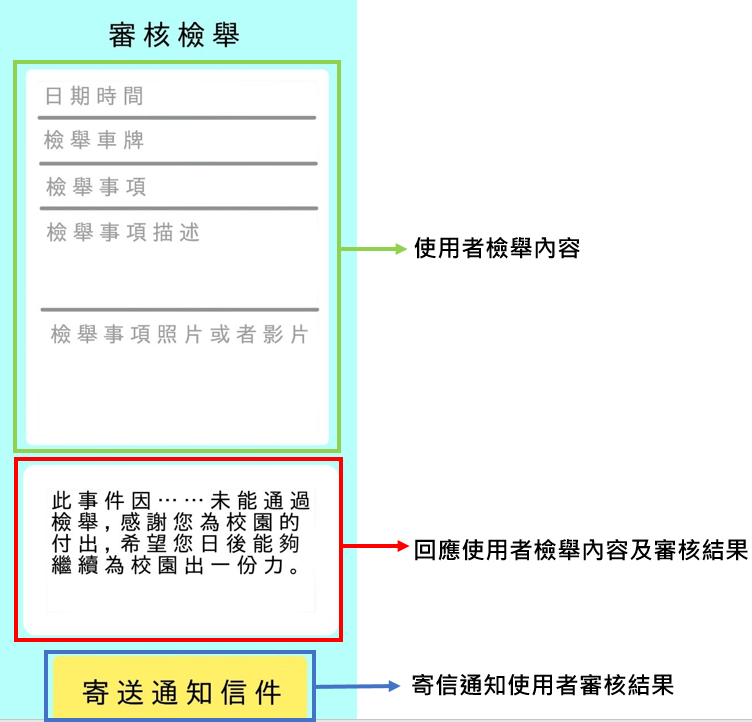 審核檢舉
日期時間
檢舉車牌
檢舉事項
檢舉事項描述
使用者檢舉內容
檢舉事項照片或者影片
此事件因……未能通過
檢舉,感謝您為校園的
付出,希望您日後能夠
繼續為校園出一份力。
回應使用者檢舉內容及審核結果
寄送通知信件
寄信通知使用者審核結果